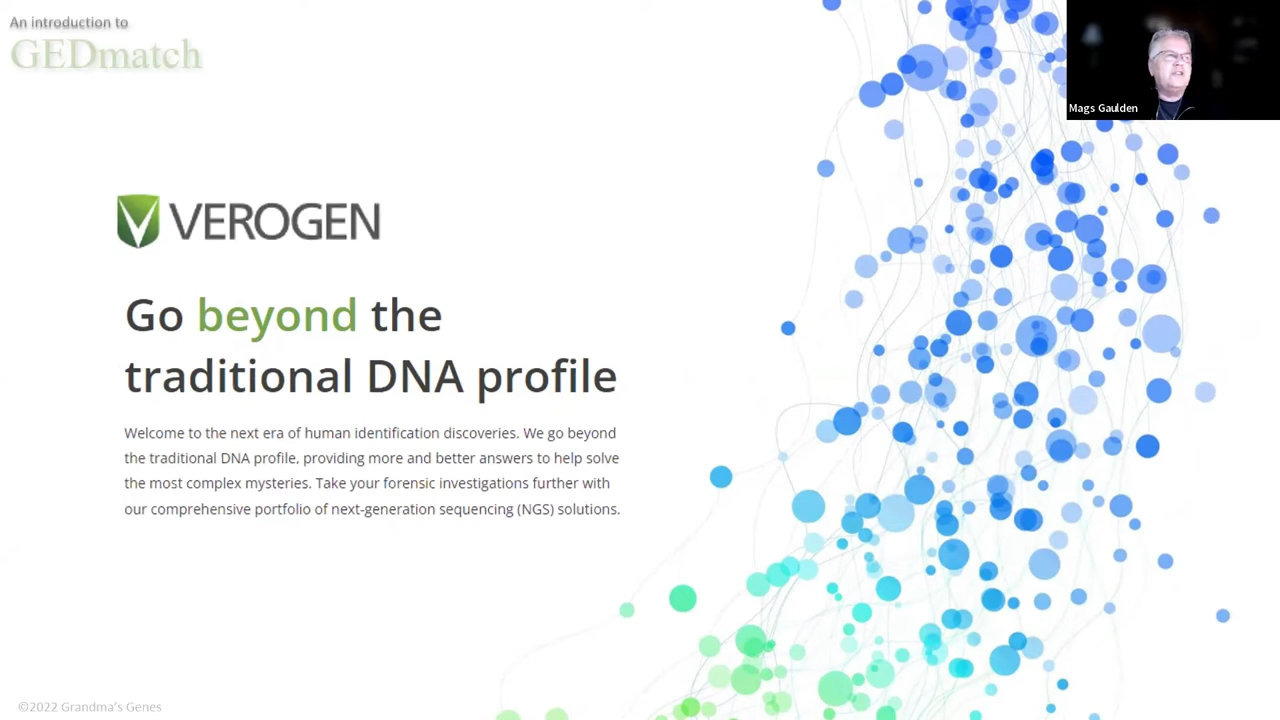 An introduction to
GEDmatch
Mags Gaulden
VEROGEN
Go beyond the
traditional DNA profile
Welcome to the next era of human identification discoveries. We go beyond
the traditional DNA profile, providing more and better answers to help solve
the most complex mysteries. Take your forensic investigations further with
our comprehensive portfolio of next-generation sequencing (NGS) solutions.
©2022 Grandma's Genes